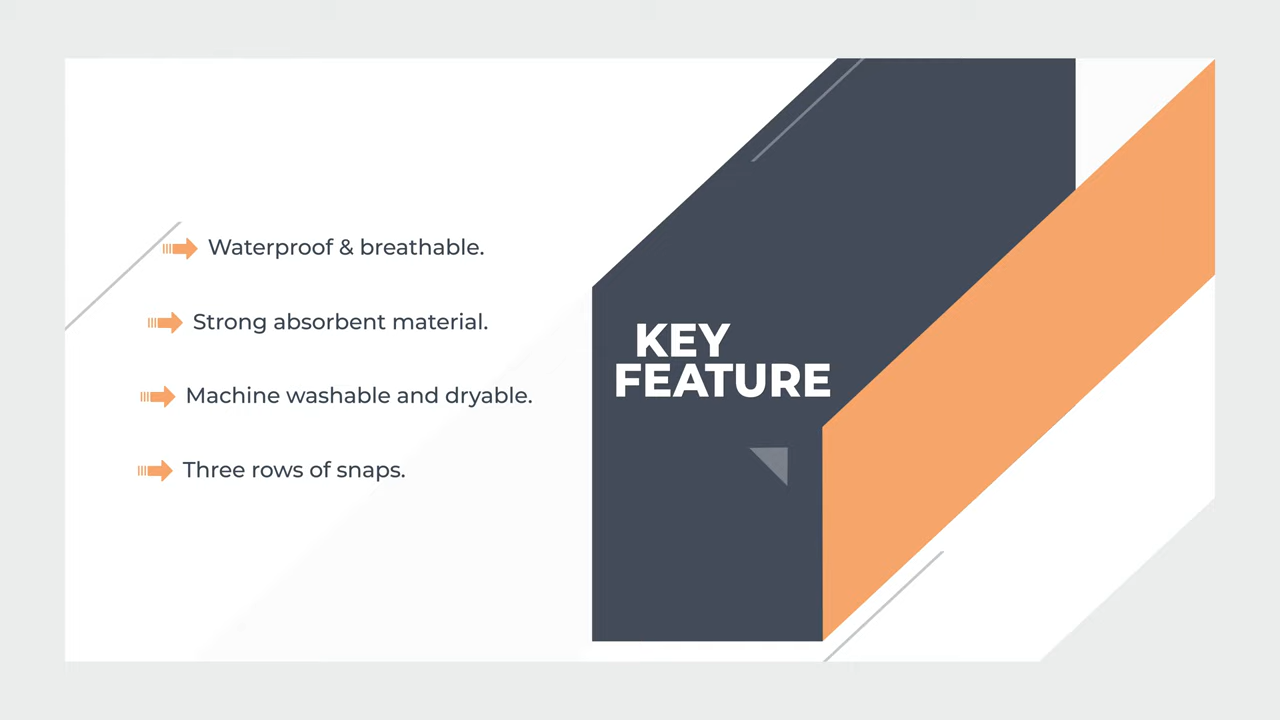 Waterproof & breathable.
Strong absorbent material.
Machine washable and dryable.
Three rows of snaps.
KEY
FEATURE